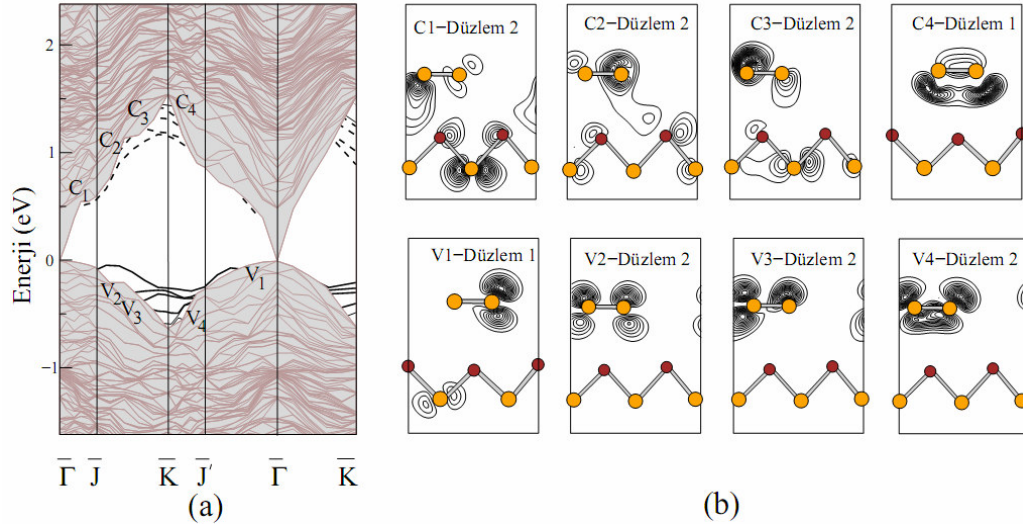 2
1
0
−1
Enerji (eV)
C1
C2
C3
C4
V1
V2
V3
V4
Γ̅ J̅ K̅ J̅′ Γ̅ K̅
(a)
C1−Düzlem 2
C2−Düzlem 2
C3−Düzlem 2
C4−Düzlem 1
V1−Düzlem 1
V2−Düzlem 2
V3−Düzlem 2
V4−Düzlem 2
(b)